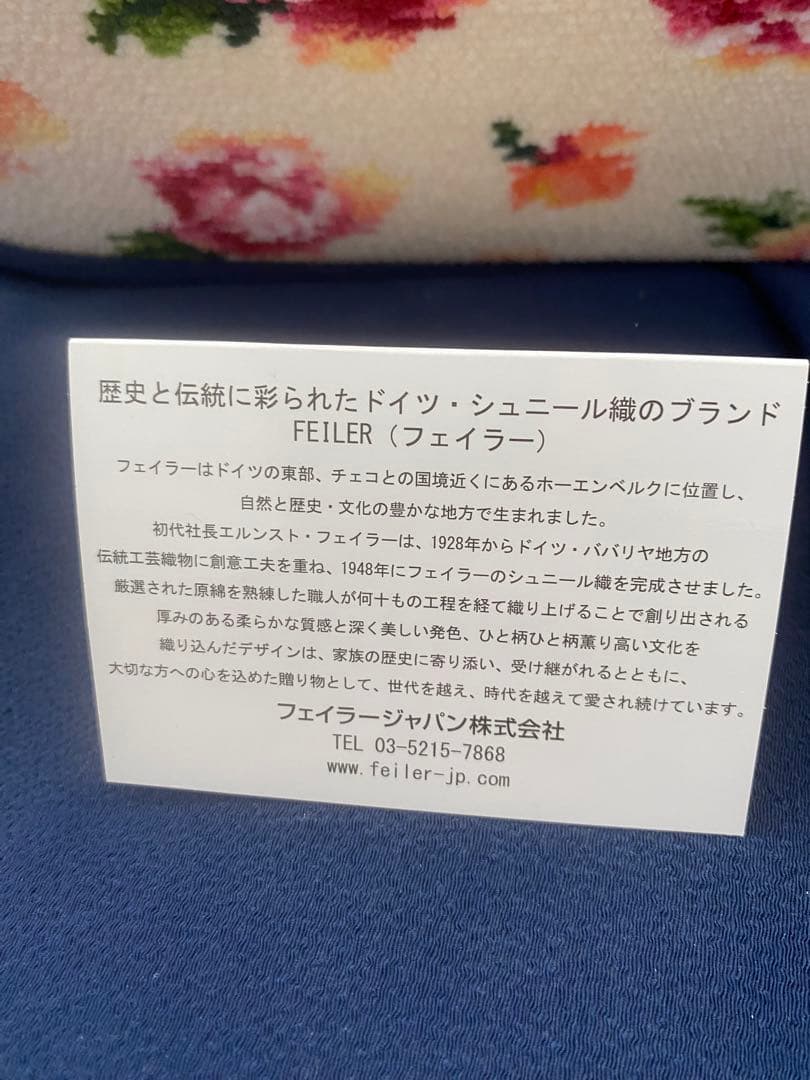 歴史と伝統に彩られたドイツ・シュニール織のブランド
FEILER（フェイラー）
フェイラーはドイツの東部、チェコとの国境近くにあるホーエンベルクに位置し、
自然と歴史・文化の豊かな地方で生まれました。
初代社長エルンスト・フェイラーは、1928年からドイツ・ババリヤ地方の
伝統工芸織物に創意工夫を重ね、1948年にフェイラーのシュニール織を完成させました。
厳選された原綿を熟練した職人が何十もの工程を経て織り上げることで創り出される
厚みのある柔らかな質感と深く美しい発色、ひと柄ひと柄薫り高い文化を
織り込んだデザインは、家族の歴史に寄り添い、受け継がれるとともに、
大切な方への心を込めた贈り物として、世代を越え、時代を越えて愛され続けています。
フェイラージャパン株式会社
TEL 03-5215-7868
www.feiler-jp.com